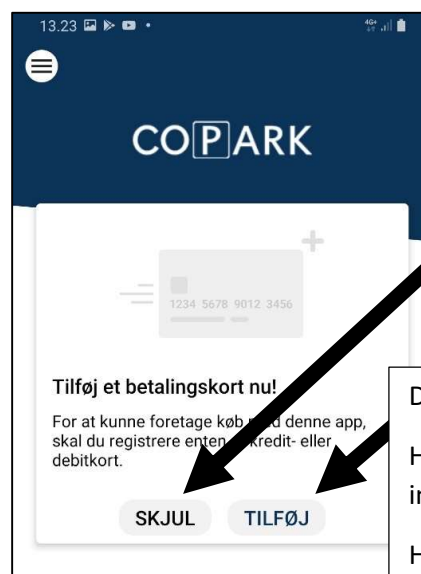 13.23
4G+
COPARK
1234 5678 9012 3456
Tilføj et betalingskort nu!
For at kunne foretage køb denne app,
skal du registrere enten kredit- eller
debitkort.
SKJUL TILFØJ
D
H
in
H